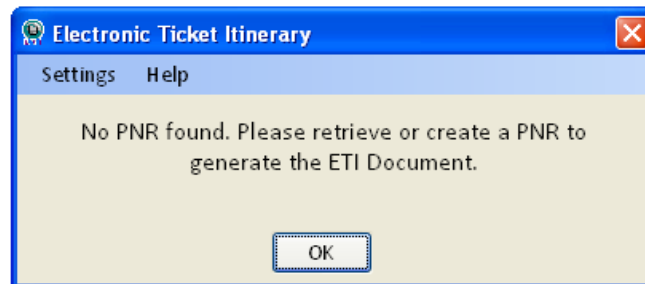 Electronic Ticket Itinerary
Settings Help
No PNR found. Please retrieve or create a PNR to
generate the ETI Document.
OK